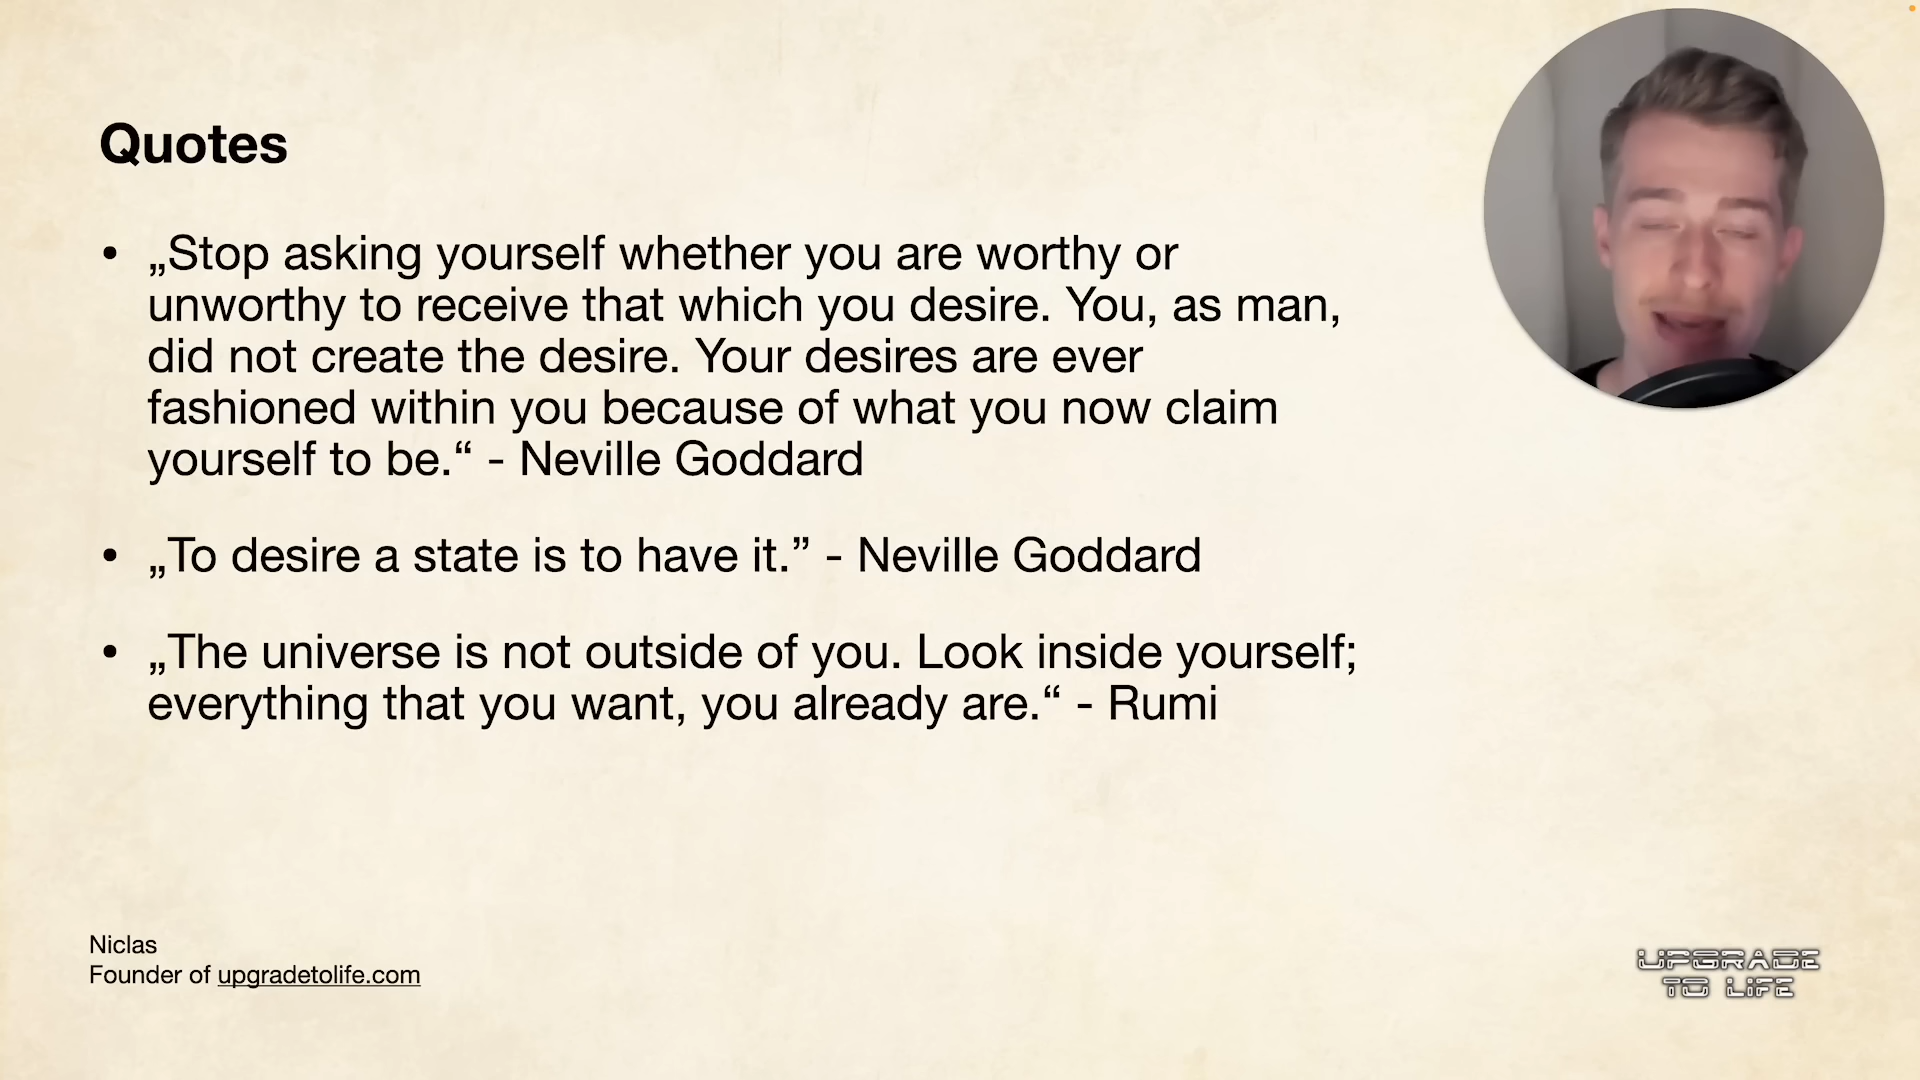 Quotes
• „Stop asking yourself whether you are worthy or
unworthy to receive that which you desire. You, as man,
did not create the desire. Your desires are ever
fashioned within you because of what you now claim
yourself to be.“ - Neville Goddard
• „To desire a state is to have it.” - Neville Goddard
• „The universe is not outside of you. Look inside yourself;
everything that you want, you already are.“ - Rumi
Niclas
Founder of upgradetolife.com
UPGRADE
TO LIFE